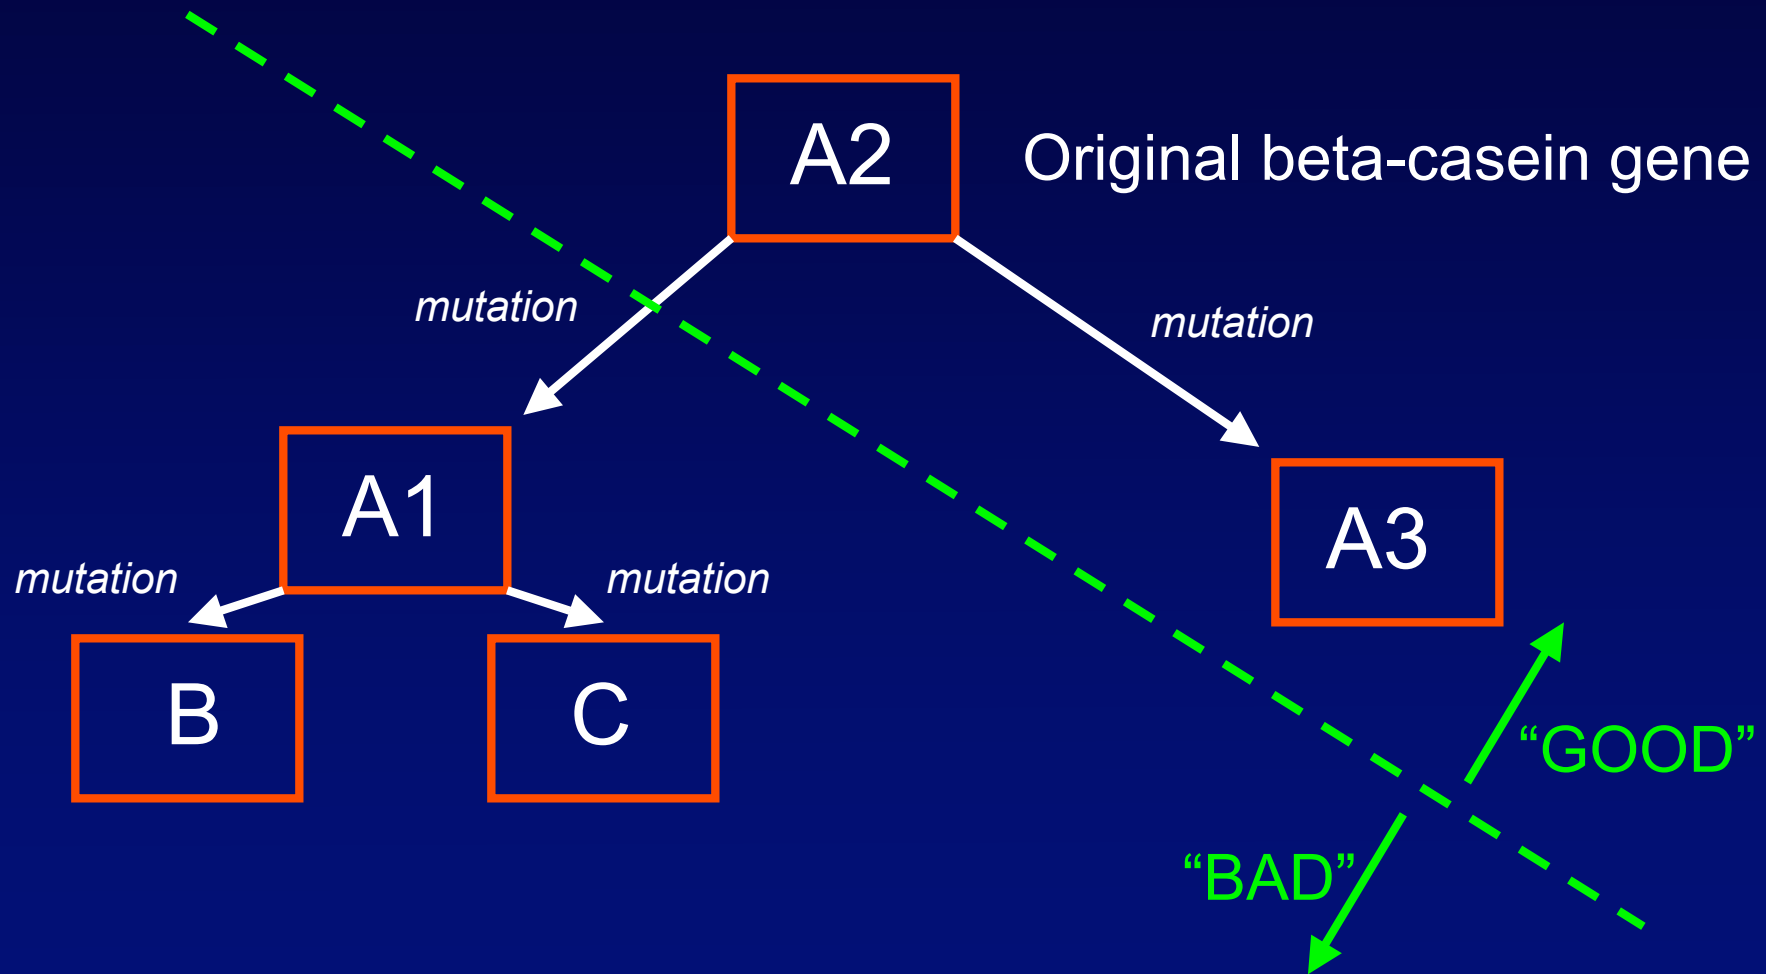 A2
Original beta-casein gene
mutation
mutation
A1
A3
mutation
mutation
B
C
“GOOD”
“BAD”